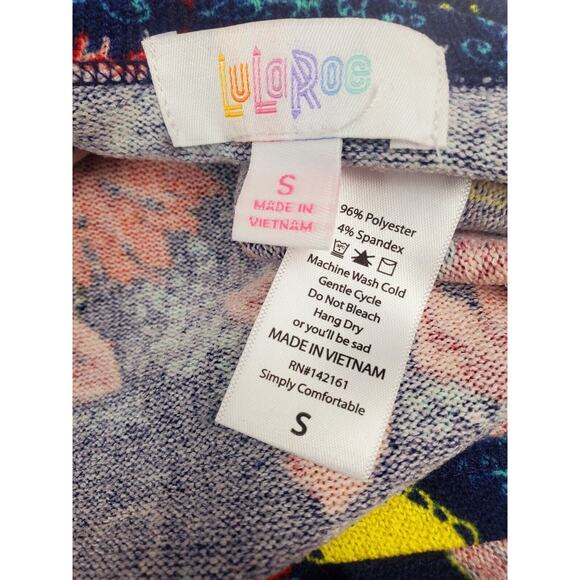 LuLaRoe
S
MADE IN
VIETNAM
96% Polyester
4% Spandex
Machine Wash Cold
Gentle Cycle
Do Not Bleach
Hang Dry
or you'll be sad
MADE IN VIETNAM
RN#142161
Simply Comfortable
S